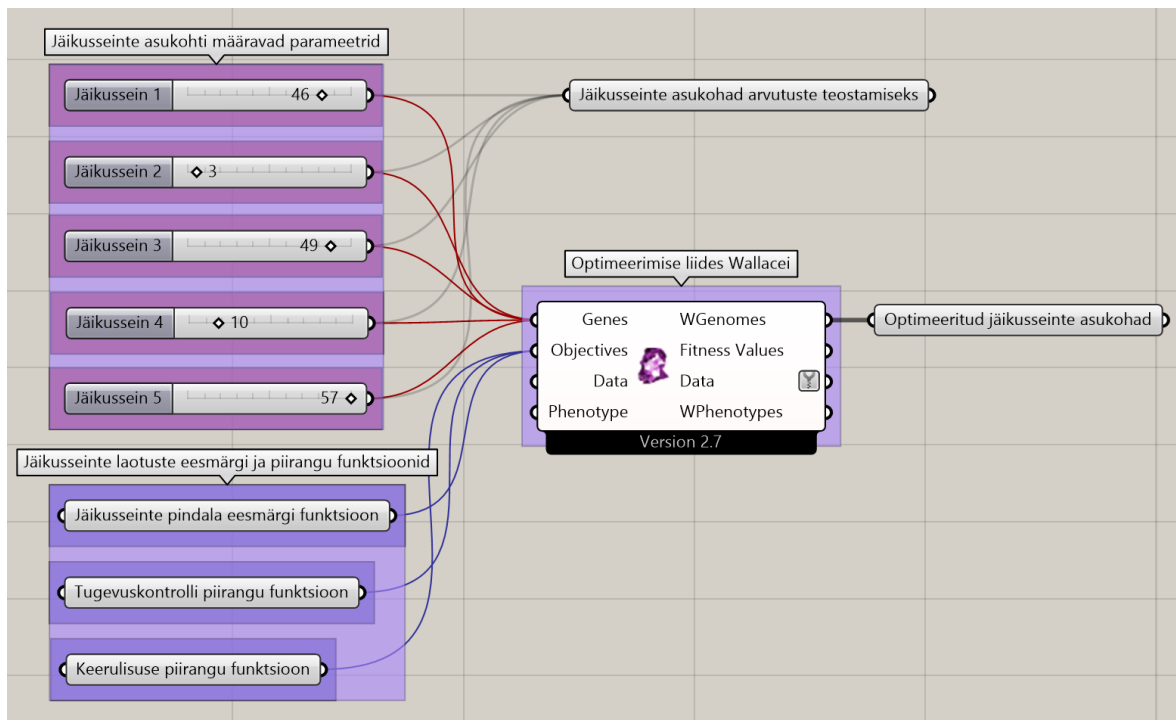 Jäikusseinte asukohti määravad parameetrid
Jäikussein 1 46
Jäikusseinte asukohad arvutuste teostamiseks
Jäikussein 2 3
Jäikussein 3 49
Optimeerimise liides Wallacei
Jäikussein 4 10
Genes WGenomes
Optimeeritud jäikusseinte asukohad
Objectives Fitness Values
Data Data
Jäikussein 5 57
Phenotype WPhenotypes
Version 2.7
Jäikusseinte laotuste eesmärgi ja piirangu funktsioonid
Jäikusseinte pindala eesmärgi funktsioon
Tugevuskontrolli piirangu funktsioon
Keerulisuse piirangu funktsioon